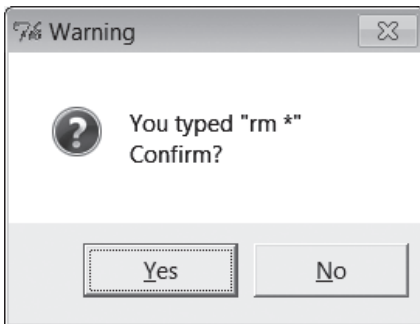 Warning
You typed "rm *"
Confirm?
Yes
No